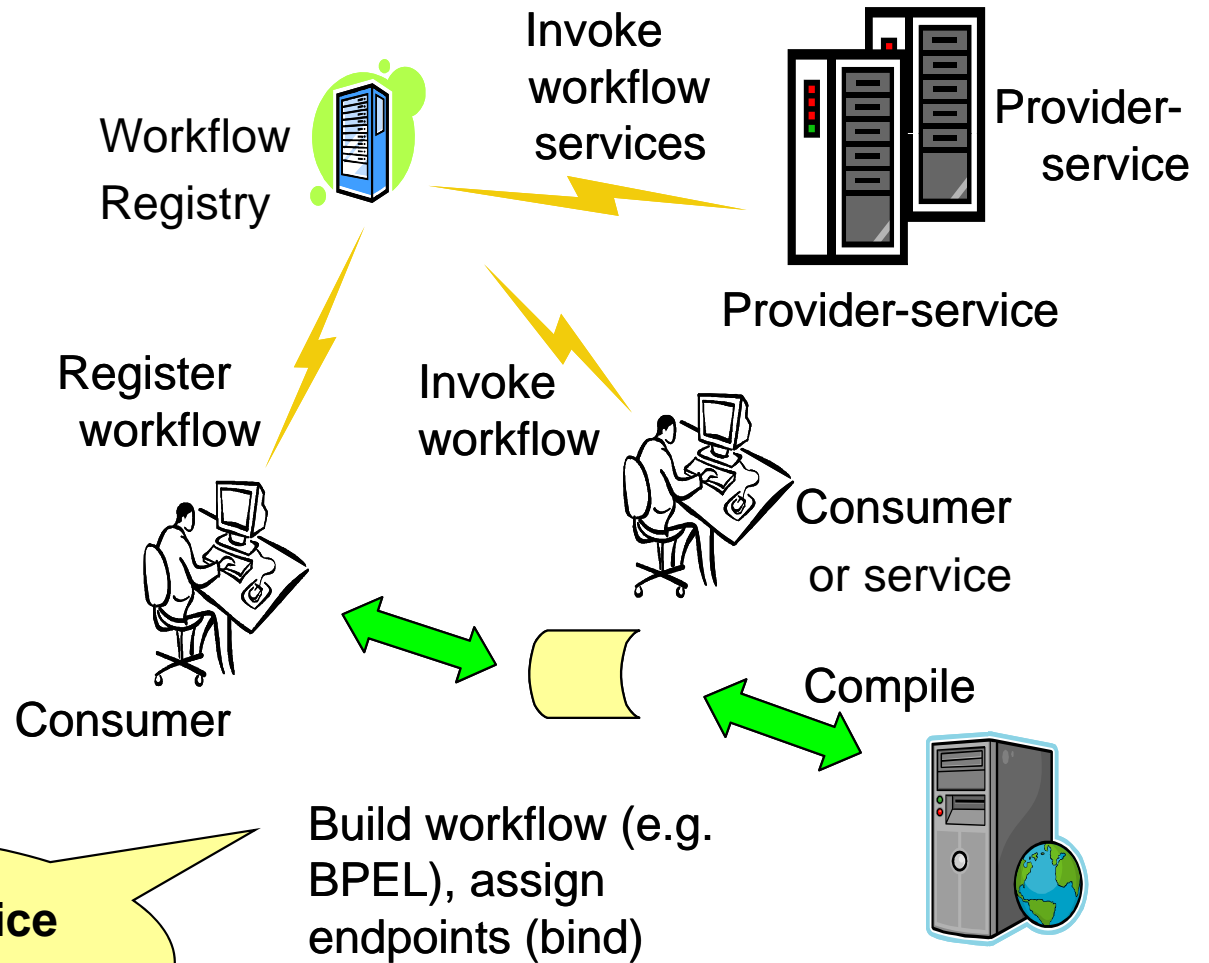 Invoke
workflow
services
Provider-
service
Workflow
Registry
Provider-service
Register
workflow
Invoke
workflow
Consumer
or service
Consumer
Compile
Build workflow (e.g.
BPEL), assign
endpoints (bind)